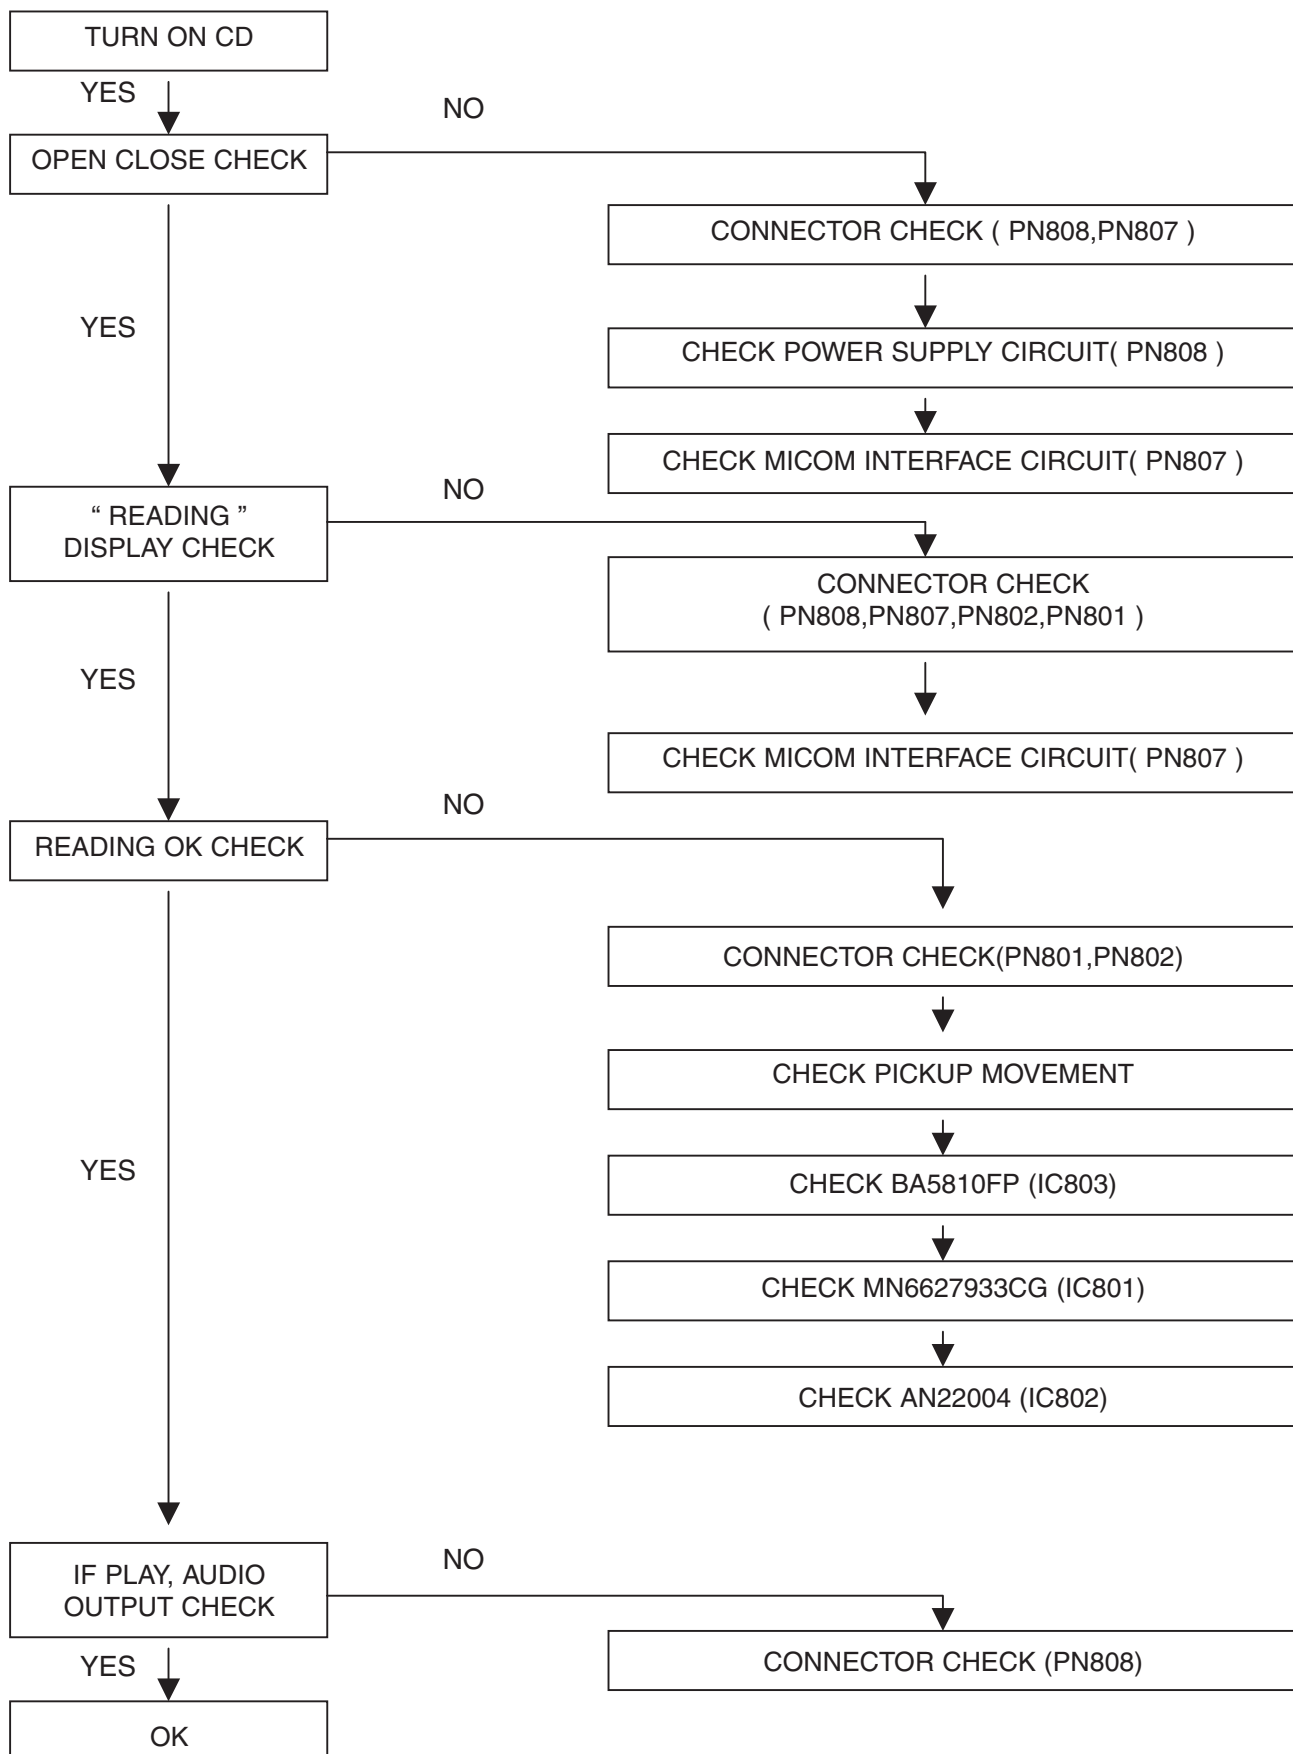 TURN ON CD
YES
NO
OPEN CLOSE CHECK
CONNECTOR CHECK ( PN808,PN807 )
YES
CHECK POWER SUPPLY CIRCUIT( PN808 )
CHECK MICOM INTERFACE CIRCUIT( PN807 )
NO
“ READING ”
DISPLAY CHECK
CONNECTOR CHECK
( PN808,PN807,PN802,PN801 )
YES
CHECK MICOM INTERFACE CIRCUIT( PN807 )
NO
READING OK CHECK
CONNECTOR CHECK(PN801,PN802)
CHECK PICKUP MOVEMENT
YES
CHECK BA5810FP (IC803)
CHECK MN6627933CG (IC801)
CHECK AN22004 (IC802)
NO
IF PLAY, AUDIO
OUTPUT CHECK
YES
CONNECTOR CHECK (PN808)
OK